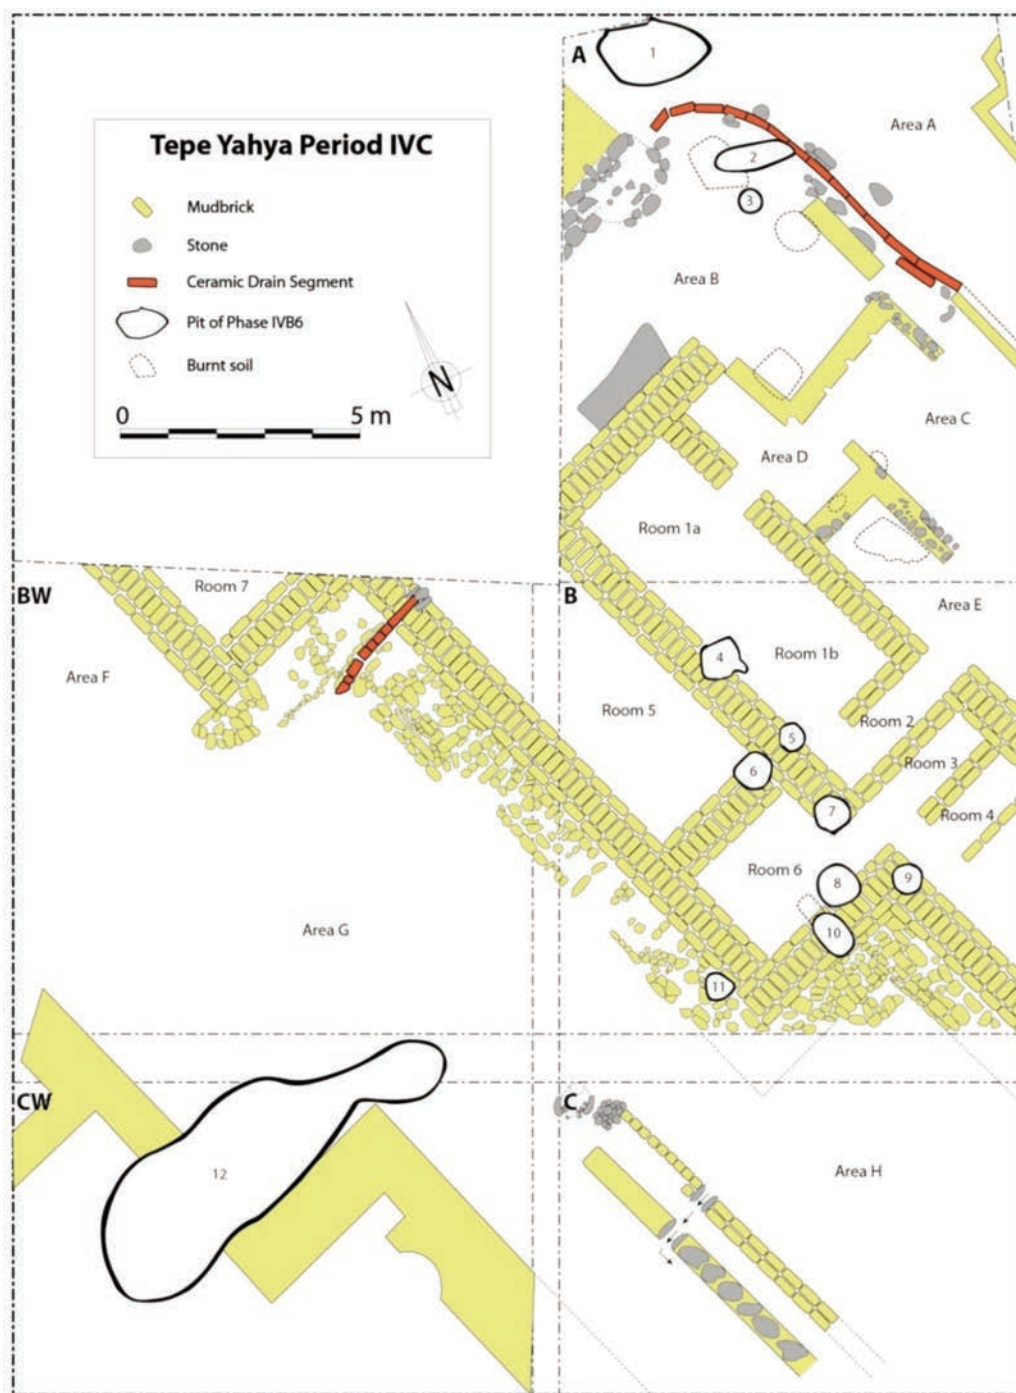 Tepe Yahya Period IVC
Mudbrick
Stone
Ceramic Drain Segment
Pit of Phase IVB6
Burnt soil
N
0 5 m
A
1
Area A
2
3
Area B
Area C
Area D
Room 1a
BW
Room 7
B
Area E
Area F
4
Room 1b
Room 5
Room 2
5
6
Room 3
7
Room 4
Room 6
8
9
Area G
10
11
CW
C
12
Area H